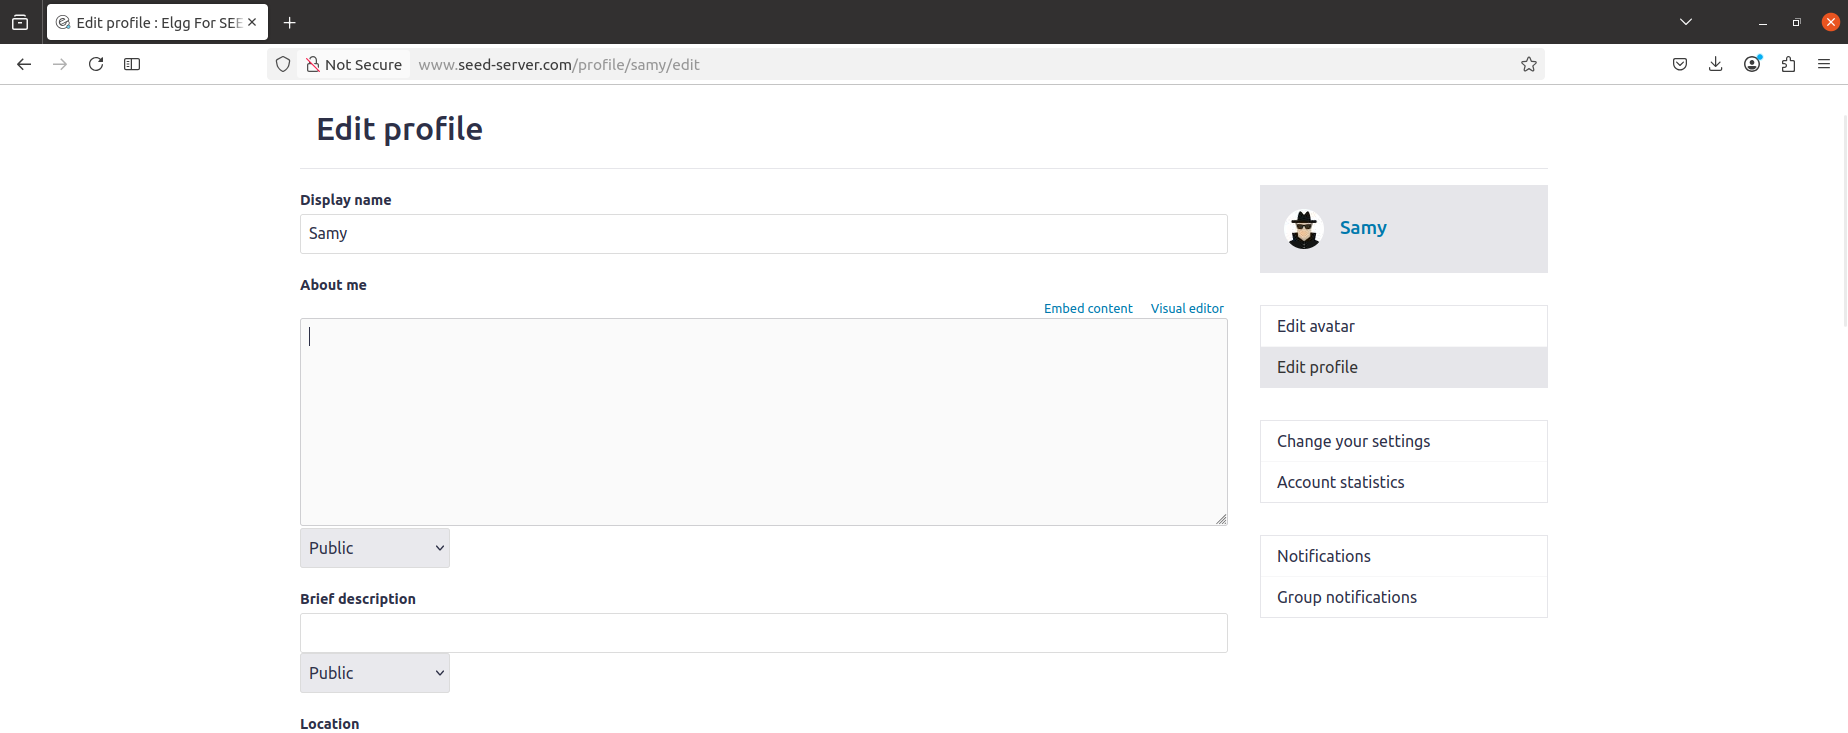 Edit profile : Elgg For SEE
Not Secure www.seed-server.com/profile/samy/edit
Edit profile
Display name
Samy
About me
Embed content Visual editor
Public
Brief description
Public
Location
Samy
Edit avatar
Edit profile
Change your settings
Account statistics
Notifications
Group notifications